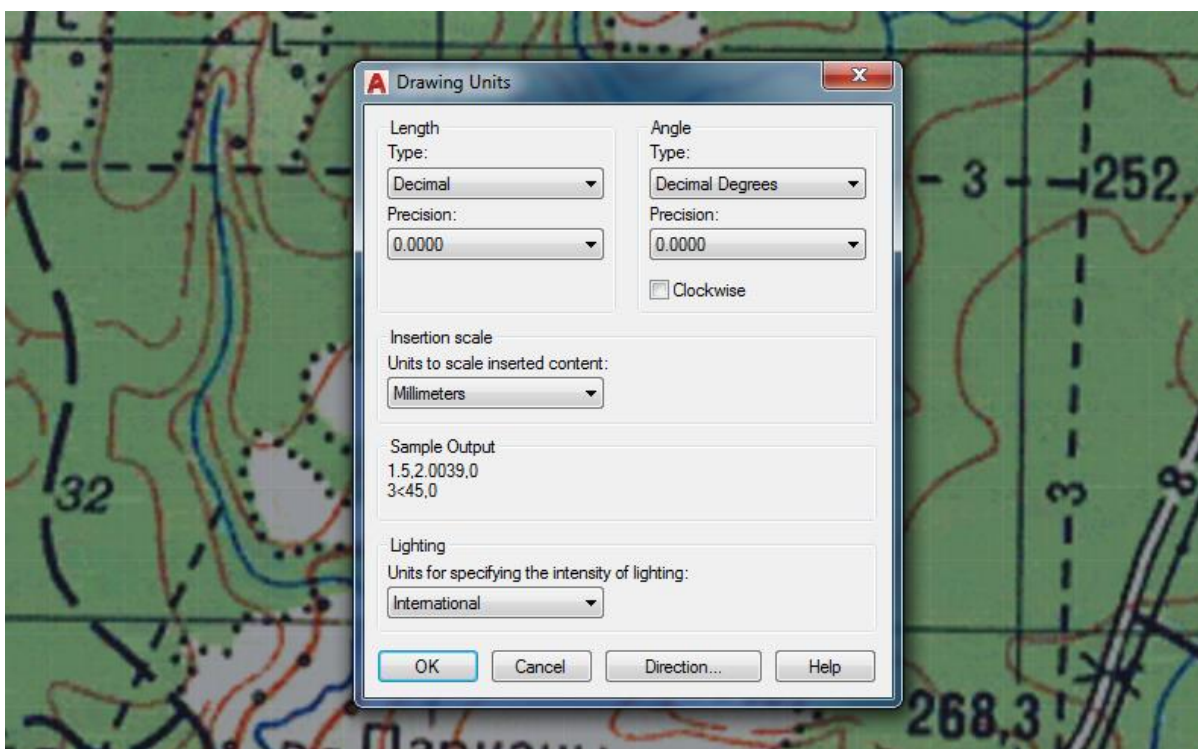 Drawing Units
Length
Type:
Decimal
Precision:
0.0000
Angle
Type:
Decimal Degrees
Precision:
0.0000
Clockwise
Insertion scale
Units to scale inserted content:
Millimeters
Sample Output
1.5,2.0039,0
3<45,0
Lighting
Units for specifying the intensity of lighting:
International
OK Cancel Direction... Help
3
252,
32
3
8
268,3